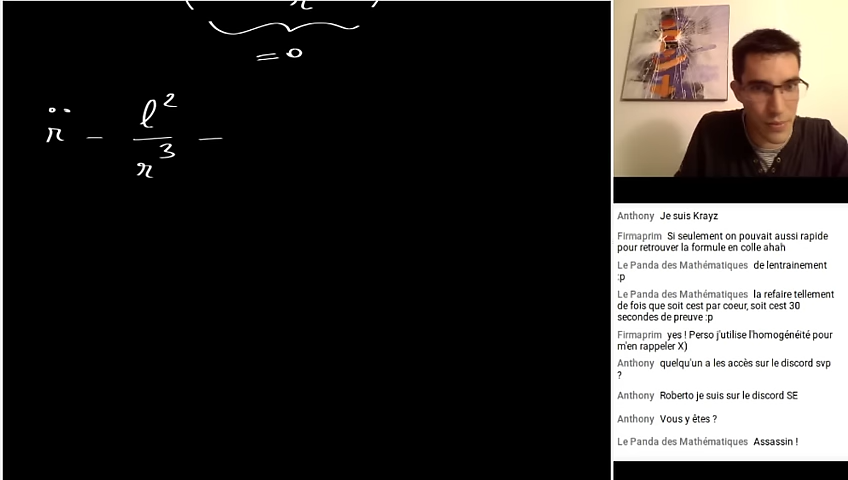 = 0
r̈ - l² / r³ -
Anthony Je suis Krayz
Firmaprim Si seulement on pouvait aussi rapide
pour retrouver la formule en colle ahah
Le Panda des Mathématiques de lentrainement
:p
Le Panda des Mathématiques la refaire tellement
de fois que soit cest par coeur, soit cest 30
secondes de preuve :p
Firmaprim yes ! Perso j'utilise l'homogénéité pour
m'en rappeler X)
Anthony quelqu'un a les accès sur le discord svp
?
Anthony Roberto je suis sur le discord SE
Anthony Vous y êtes ?
Le Panda des Mathématiques Assassin !